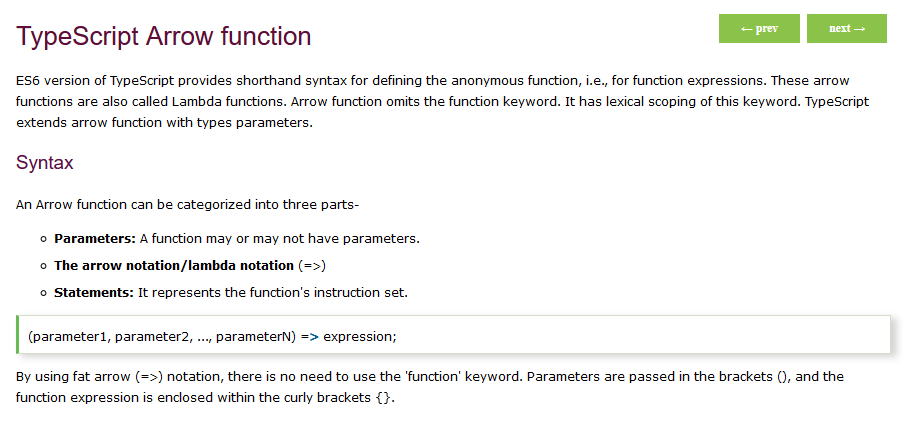 TypeScript Arrow function
← prev
next →
ES6 version of TypeScript provides shorthand syntax for defining the anonymous function, i.e., for function expressions. These arrow
functions are also called Lambda functions. Arrow function omits the function keyword. It has lexical scoping of this keyword. TypeScript
extends arrow function with types parameters.
Syntax
An Arrow function can be categorized into three parts-
Parameters: A function may or may not have parameters.
The arrow notation/lambda notation (=>)
Statements: It represents the function's instruction set.
(parameter1, parameter2, ..., parameterN) => expression;
By using fat arrow (=>) notation, there is no need to use the 'function' keyword. Parameters are passed in the brackets (), and the
function expression is enclosed within the curly brackets {}.